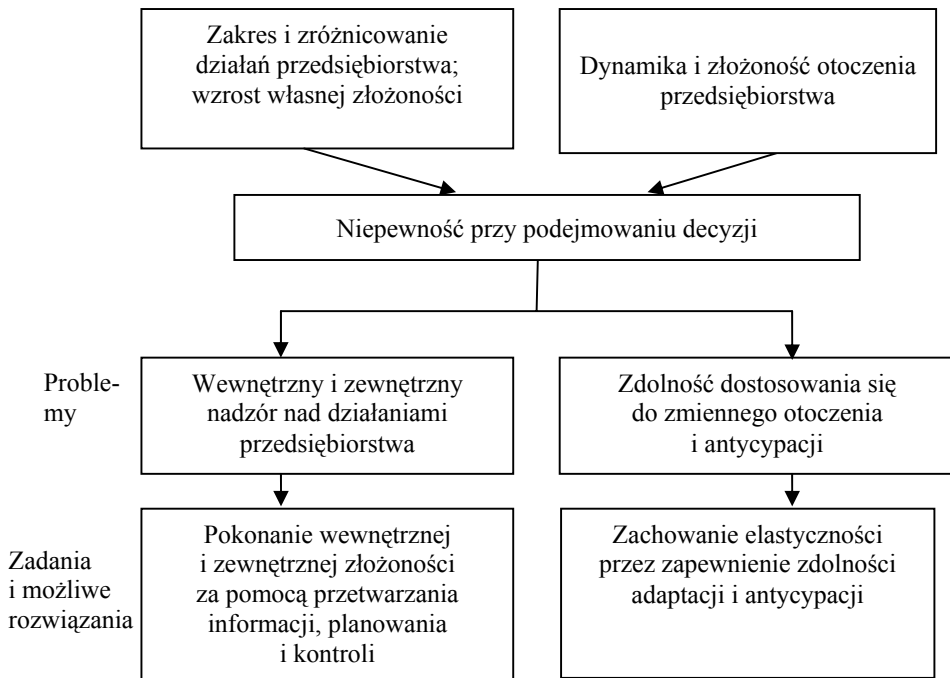 Zakres i zróżnicowanie
działań przedsiębiorstwa;
wzrost własnej złożoności
Dynamika i złożoność otoczenia
przedsiębiorstwa
Niepewność przy podejmowaniu decyzji
Proble-
my
Wewnętrzny i zewnętrzny
nadzór nad działaniami
przedsiębiorstwa
Zdolność dostosowania się
do zmiennego otoczenia
i antycypacji
Zadania
i możliwe
rozwiązania
Pokonanie wewnętrznej
i zewnętrznej złożoności
za pomocą przetwarzania
informacji, planowania
i kontroli
Zachowanie elastyczności
przez zapewnienie zdolności
adaptacji i antycypacji